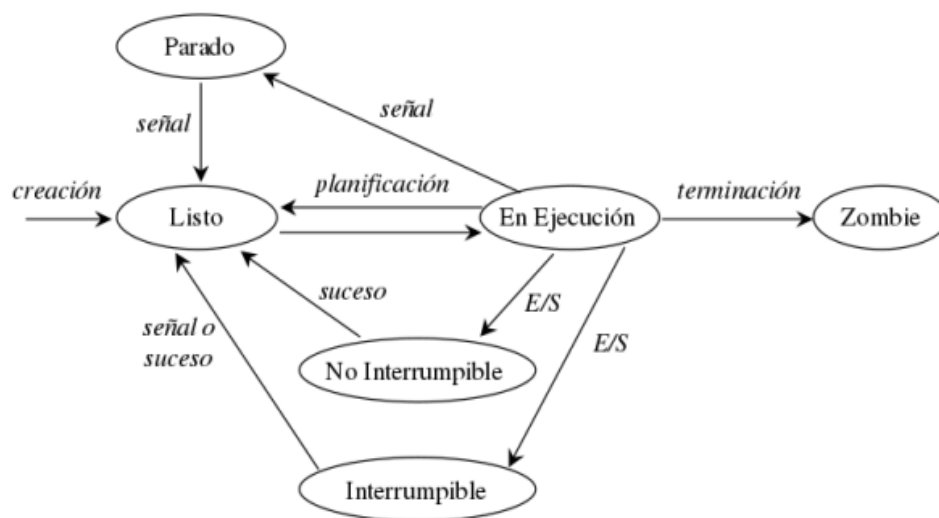 Parado
señal
señal
creación
planificación
terminación
Listo
En Ejecución
Zombie
suceso
E/S
señal o
suceso
E/S
No Interrumpible
Interrumpible